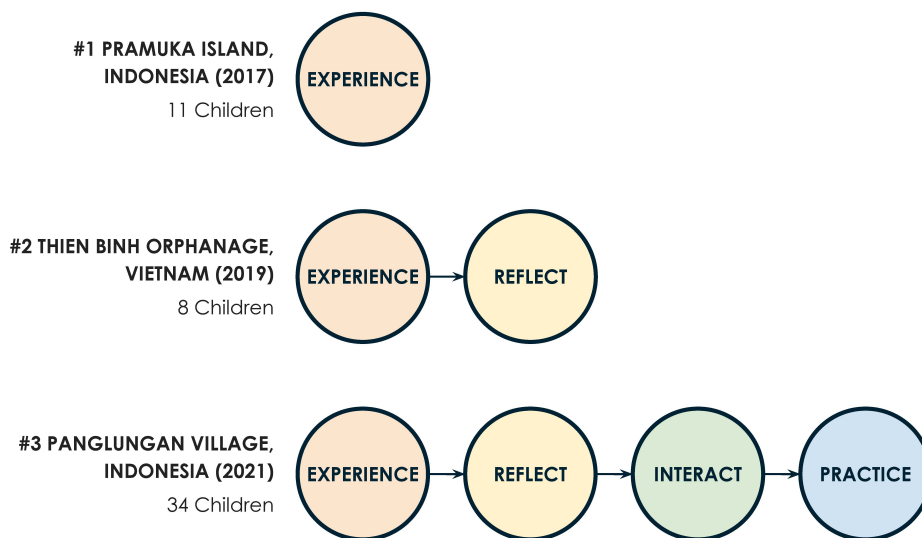 #1 PRAMUKA ISLAND,
INDONESIA (2017)
11 Children
EXPERIENCE
#2 THIEN BINH ORPHANAGE,
VIETNAM (2019)
8 Children
EXPERIENCE
REFLECT
#3 PANGLUNGAN VILLAGE,
INDONESIA (2021)
34 Children
EXPERIENCE
REFLECT
INTERACT
PRACTICE